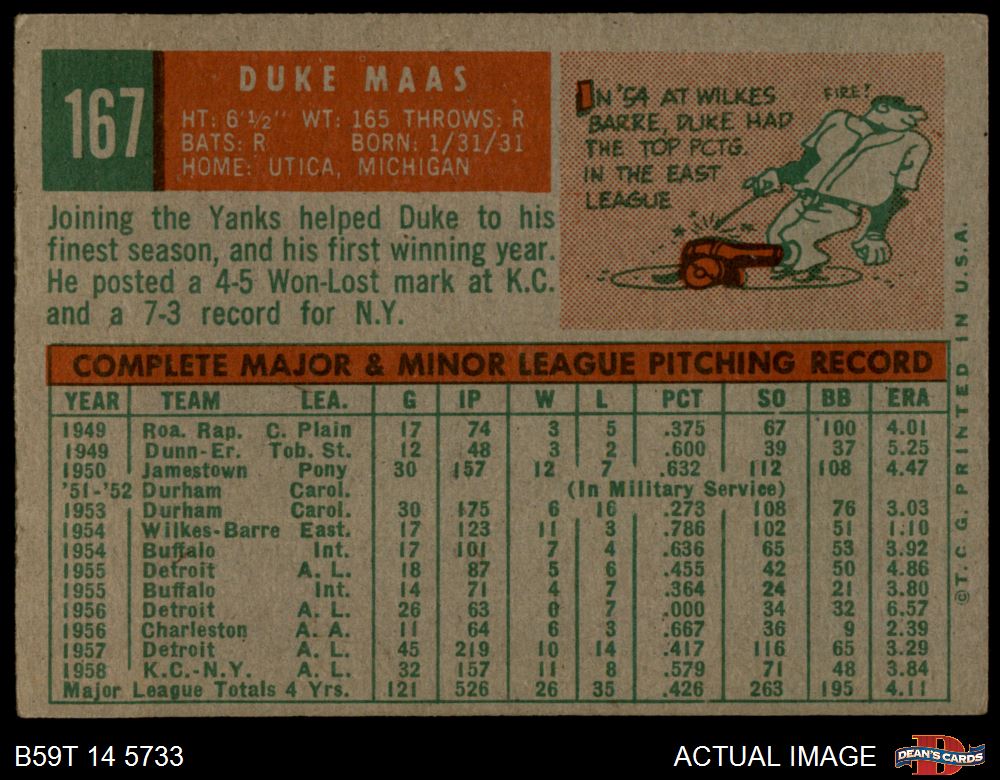 167
DUKE MAAS
HT: 6'½" WT: 165 THROWS: R
BATS: R BORN: 1/31/31
HOME: UTICA, MICHIGAN
IN '54 AT WILKES
BARRE, DUKE HAD
THE TOP PCTG.
IN THE EAST
LEAGUE
FIRE!
Joining the Yanks helped Duke to his
finest season, and his first winning year.
He posted a 4-5 Won-Lost mark at K.C.
and a 7-3 record for N.Y.
COMPLETE MAJOR & MINOR LEAGUE PITCHING RECORD
YEAR TEAM LEA. G IP W L PCT SO BB ERA
1949 Roa. Rap. C. Plain 17 74 3 5 .375 67 100 4.01
1949 Dunn-Er. Tob. St. 12 48 3 2 .600 39 37 5.25
1950 Jamestown Pony 30 157 12 7 .632 112 108 4.47
'51-'52 Durham Carol. (In Military Service)
1953 Durham Carol. 30 175 6 16 .273 108 76 3.03
1954 Wilkes-Barre East. 17 123 11 3 .786 102 51 1.10
1954 Buffalo Int. 17 101 7 4 .636 65 53 3.92
1955 Detroit A. L. 18 87 5 6 .455 42 50 4.86
1955 Buffalo Int. 14 71 4 7 .364 24 21 3.80
1956 Detroit A. L. 26 63 0 7 .000 34 32 6.57
1956 Charleston A. A. 11 64 6 3 .667 36 9 2.39
1957 Detroit A. L. 45 219 10 14 .417 116 65 3.29
1958 K.C.-N.Y. A. L. 32 157 11 8 .579 71 48 3.84
Major League Totals 4 Yrs. 121 526 26 35 .426 263 195 4.11
©T. C. G. PRINTED IN U.S.A.
B59T 14 5733
ACTUAL IMAGE
D
DEAN'S CARDS